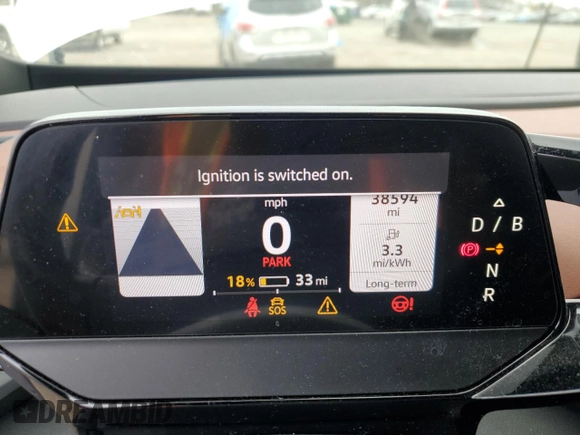 Ignition is switched on.
mph
0
PARK
18% 33 mi
SOS
38594
mi
3.3
mi/kWh
Long-term
D / B
P
N
R
DREAMBID